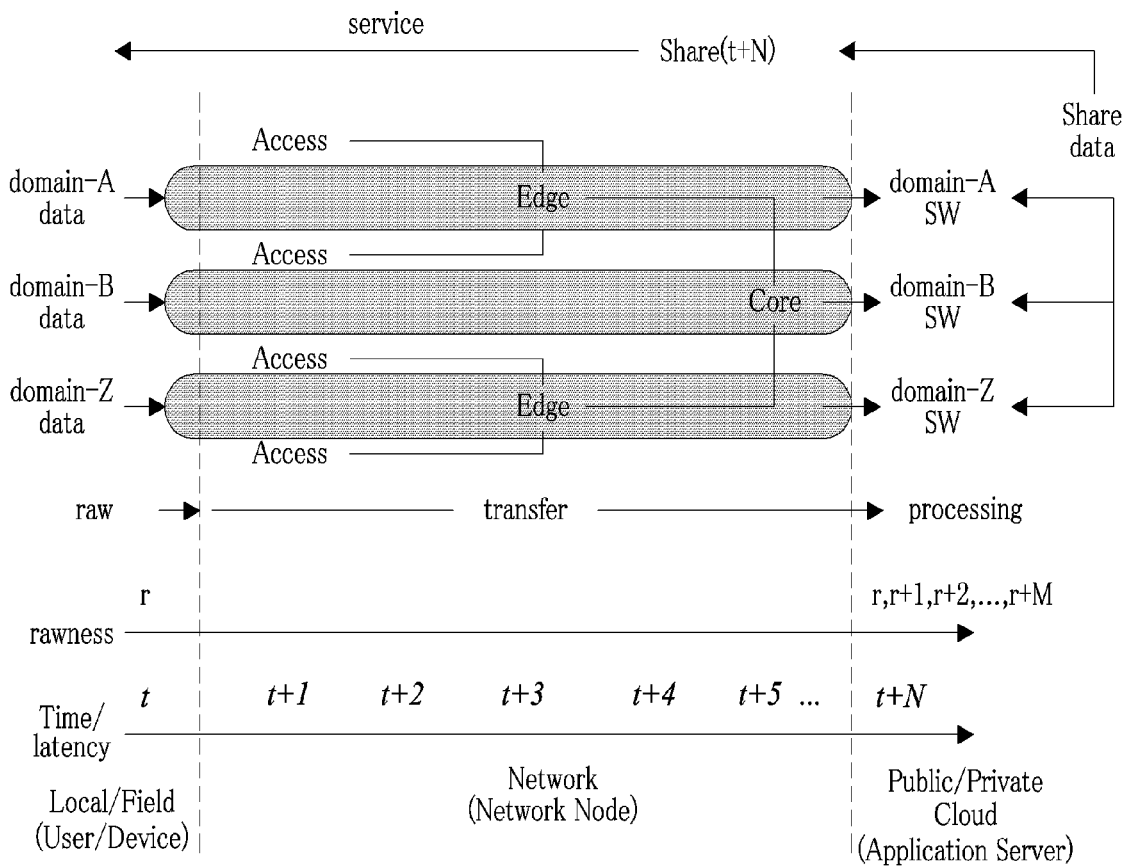 service
Share(t+N)
Share
data
Access
domain-A
data
Edge
domain-A
SW
Access
domain-B
data
Core
domain-B
SW
Access
domain-Z
data
Edge
domain-Z
SW
Access
raw
transfer
processing
r
r,r+1,r+2,...,r+M
rawness
t
t+1
t+2
t+3
t+4
t+5 ...
t+N
Time/
latency
Local/Field
(User/Device)
Network
(Network Node)
Public/Private
Cloud
(Application Server)